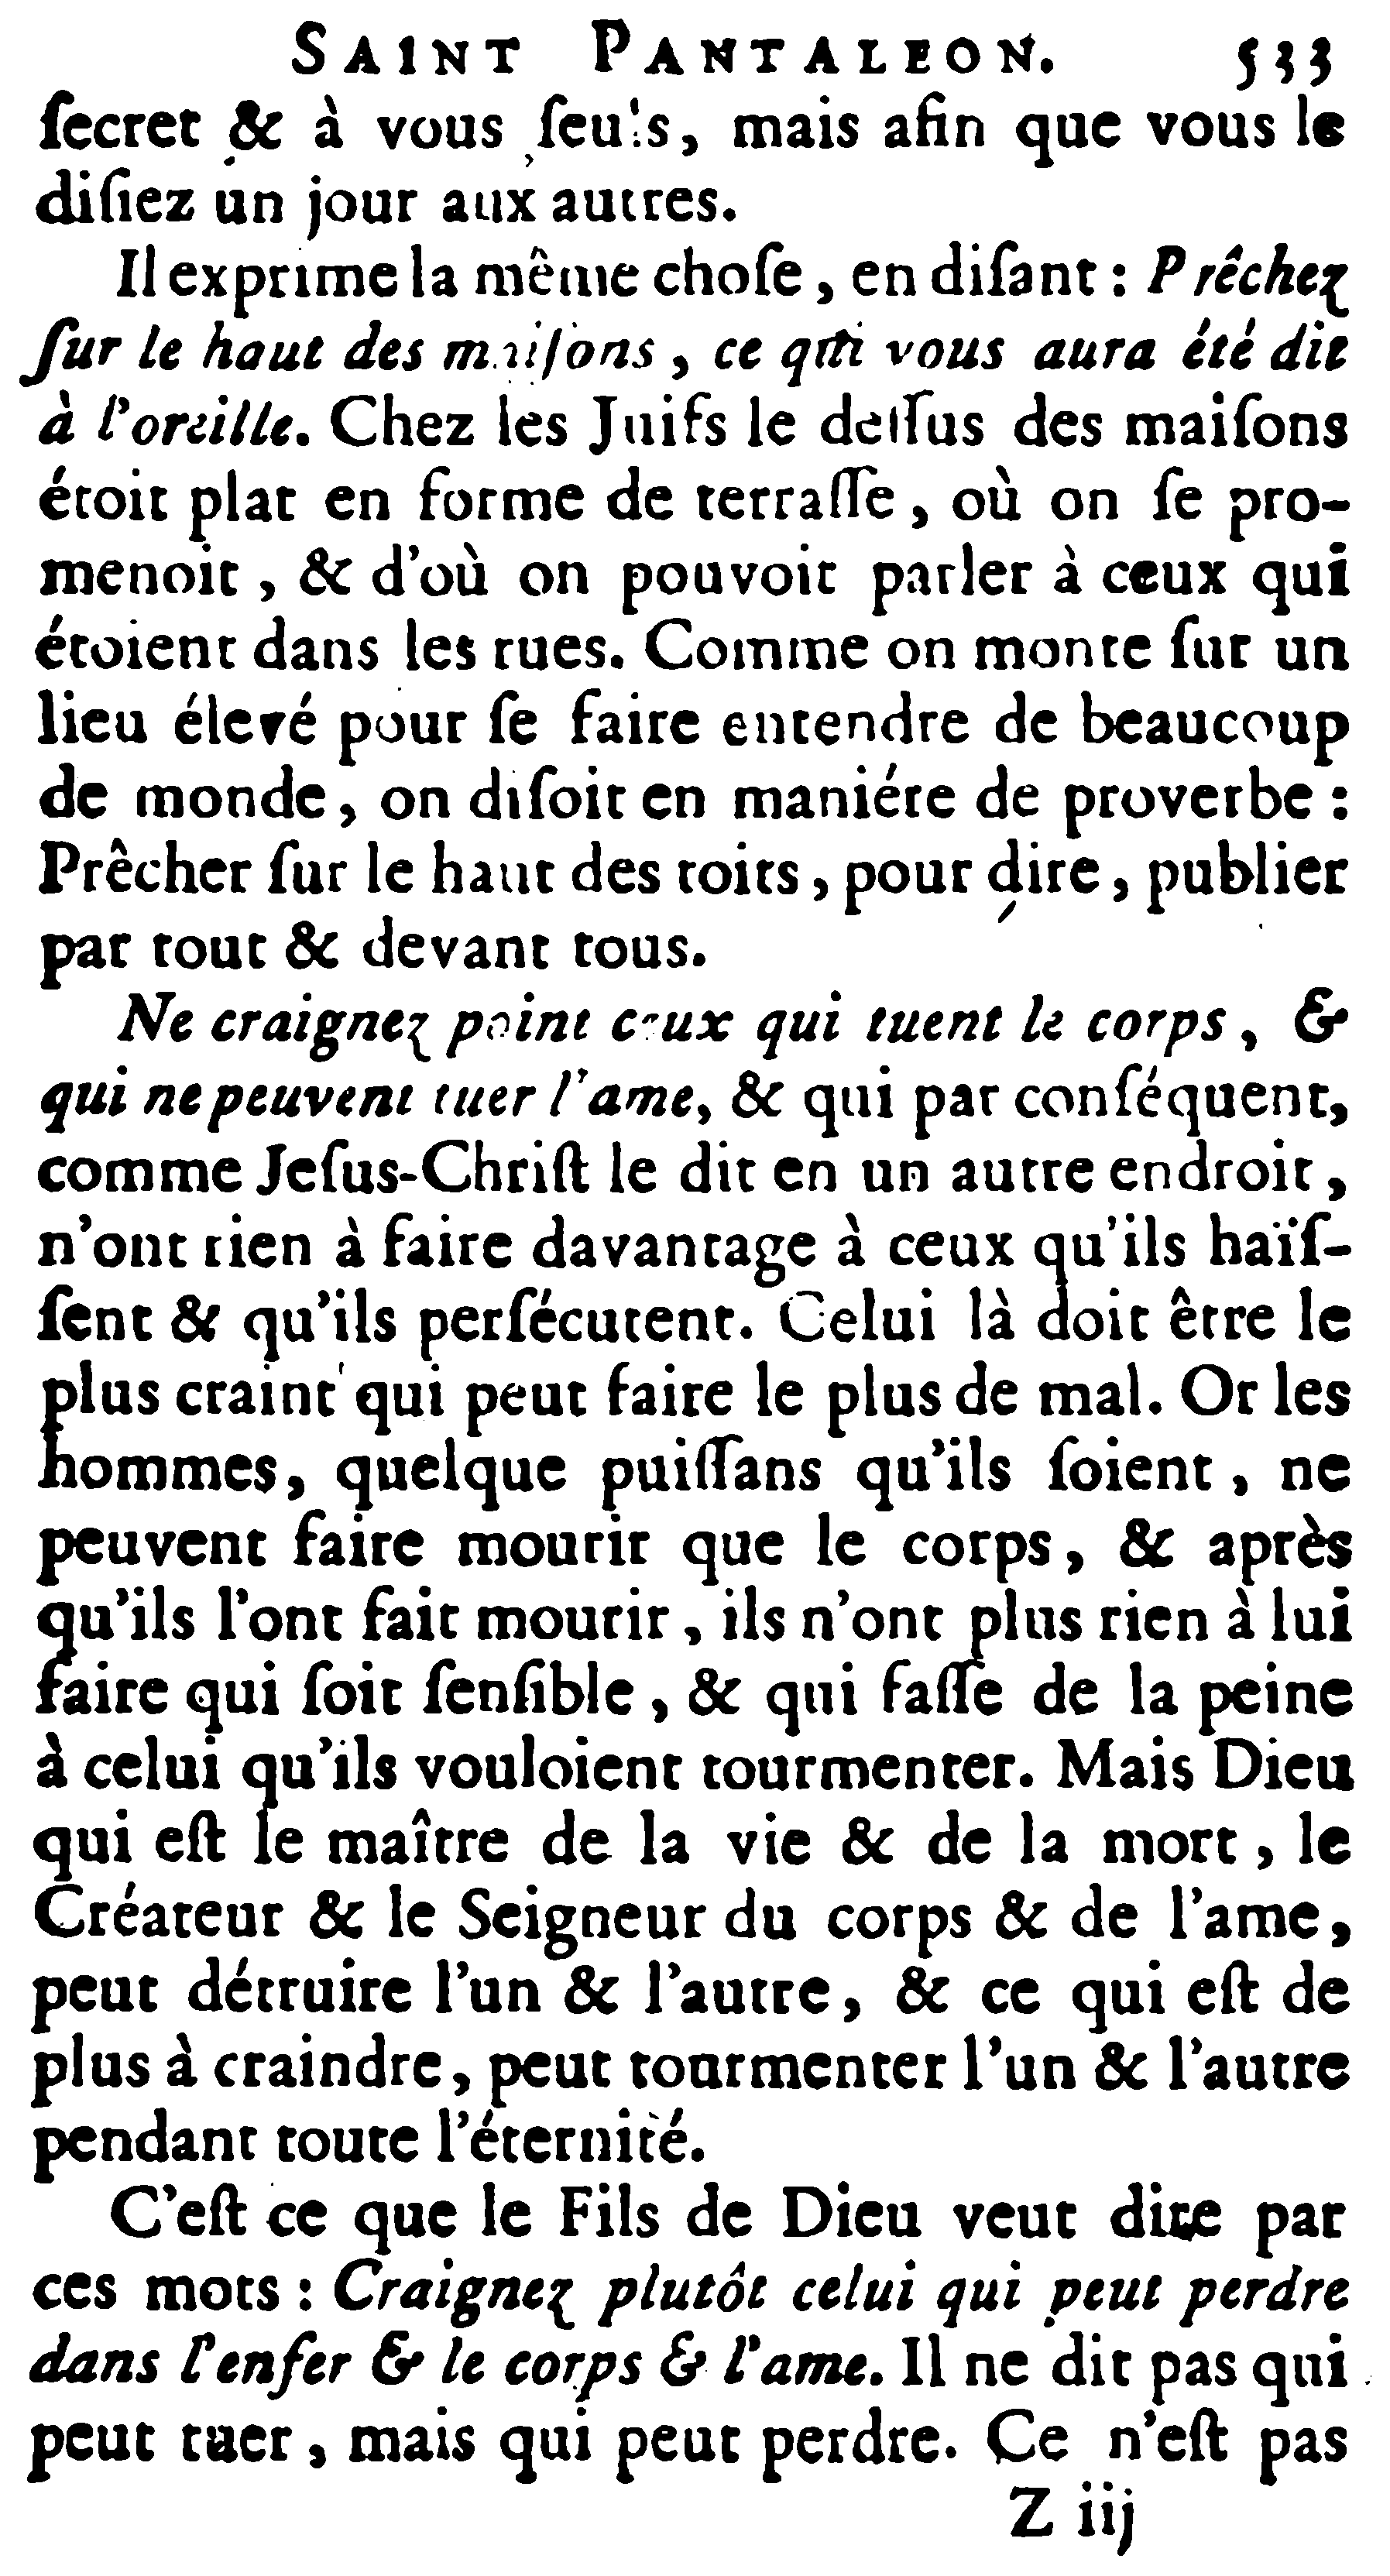 SAINT PANTALEON. 533
ſecret & à vous ſeuls, mais afin que vous le
diſiez un jour aux autres.
Il exprime la même choſe, en diſant : Prêchez
ſur le haut des maiſons, ce qui vous aura été dit
à l'oreille. Chez les Juifs le deſſus des maiſons
étoit plat en forme de terraſſe, où on ſe pro-
menoit, & d'où on pouvoit parler à ceux qui
étoient dans les rues. Comme on monte ſur un
lieu élevé pour ſe faire entendre de beaucoup
de monde, on diſoit en maniére de proverbe :
Prêcher ſur le haut des toits, pour dire, publier
par tout & devant tous.
Ne craignez point ceux qui tuent le corps, &
qui ne peuvent tuer l'ame, & qui par conſéquent,
comme Jeſus-Chriſt le dit en un autre endroit,
n'ont rien à faire davantage à ceux qu'ils haïſ-
ſent & qu'ils perſécutent. Celui là doit être le
plus craint qui peut faire le plus de mal. Or les
hommes, quelque puiſſans qu'ils ſoient, ne
peuvent faire mourir que le corps, & après
qu'ils l'ont fait mourir, ils n'ont plus rien à lui
faire qui ſoit ſenſible, & qui faſſe de la peine
à celui qu'ils vouloient tourmenter. Mais Dieu
qui eſt le maître de la vie & de la mort, le
Créateur & le Seigneur du corps & de l'ame,
peut détruire l'un & l'autre, & ce qui eſt de
plus à craindre, peut tourmenter l'un & l'autre
pendant toute l'éternité.
C'eſt ce que le Fils de Dieu veut dire par
ces mots : Craignez plutôt celui qui peut perdre
dans l'enfer & le corps & l'ame. Il ne dit pas qui
peut tuer, mais qui peut perdre. Ce n'eſt pas
Z iij